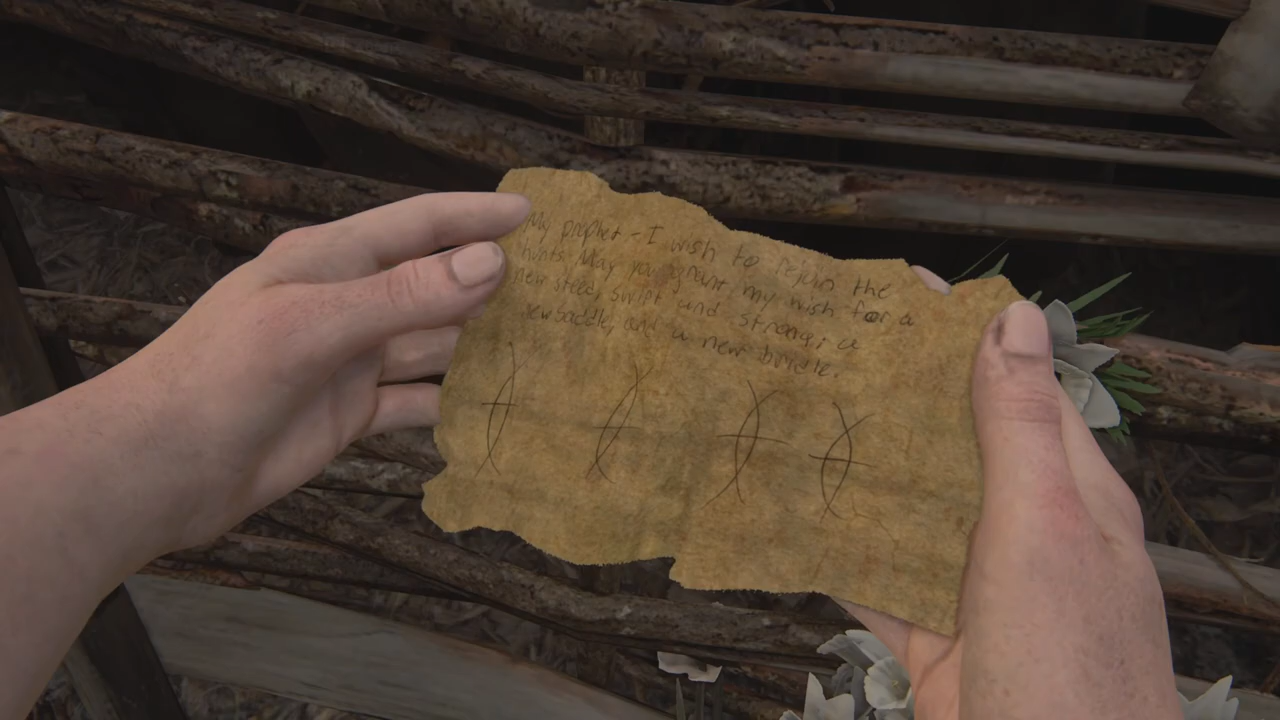 My prophet - I wish to rejoin the
hunts. May you grant my wish for a
new steed, swift and strong, a
new saddle, and a new bridle.